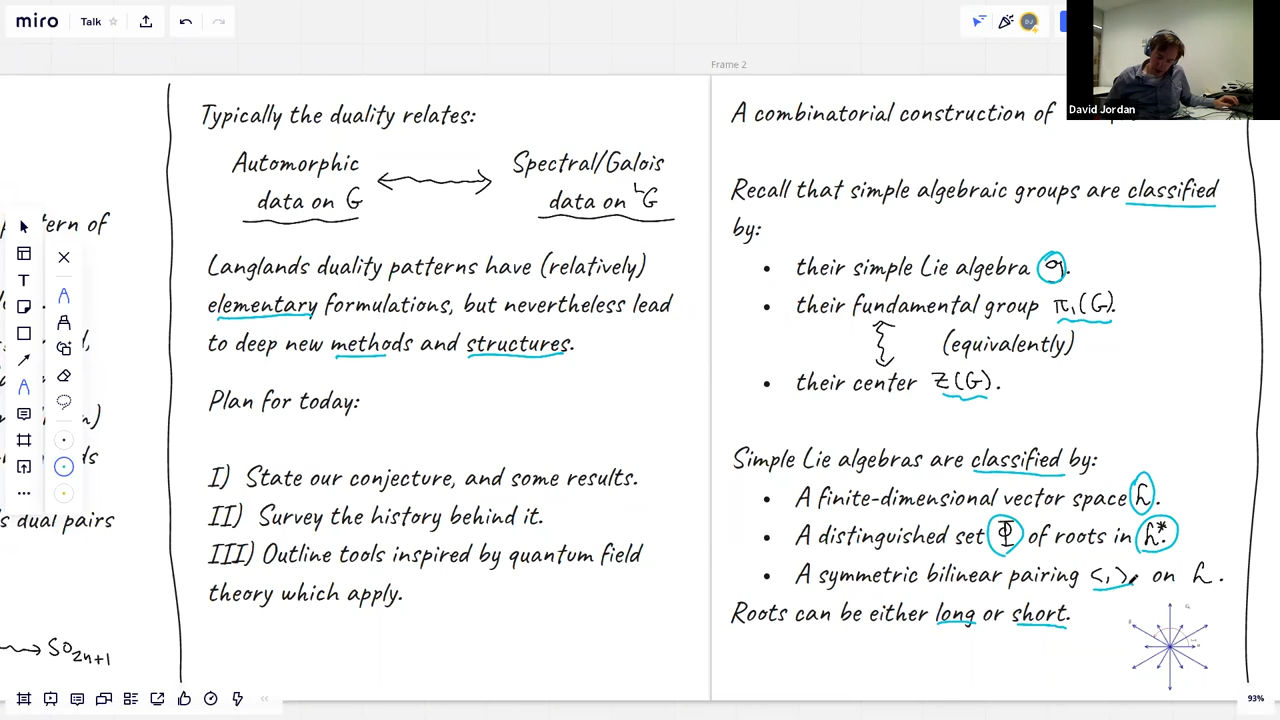 miro
Talk
Frame 2
DJ
David Jordan
tern of
s dual pairs
SO₂ₙ₊₁
Typically the duality relates:
Automorphic
data on G
Spectral/Galois
data on ᴸG
Langlands duality patterns have (relatively)
elementary formulations, but nevertheless lead
to deep new methods and structures.
Plan for today:
I) State our conjecture, and some results.
II) Survey the history behind it.
III) Outline tools inspired by quantum field
theory which apply.
A combinatorial construction of
Recall that simple algebraic groups are classified
by:
• their simple Lie algebra g.
• their fundamental group π₁(G).
(equivalently)
• their center Z(G).
Simple Lie algebras are classified by:
• A finite-dimensional vector space h.
• A distinguished set Φ of roots in h*.
• A symmetric bilinear pairing <,> on h.
Roots can be either long or short.
93%